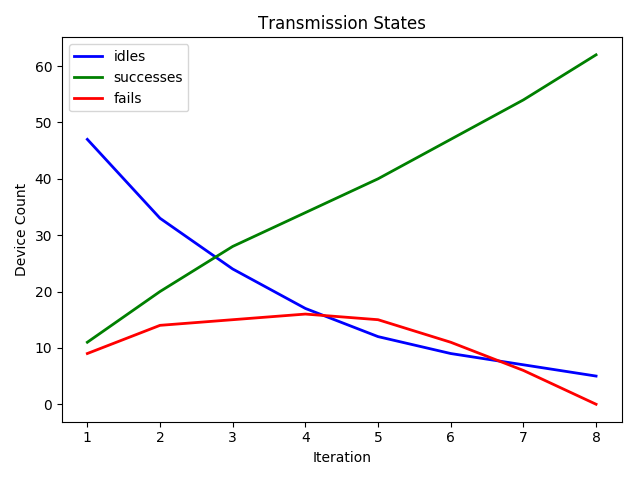 Transmission States
idles
successes
fails
60
50
40
30
20
10
0
Device Count
1 2 3 4 5 6 7 8
Iteration